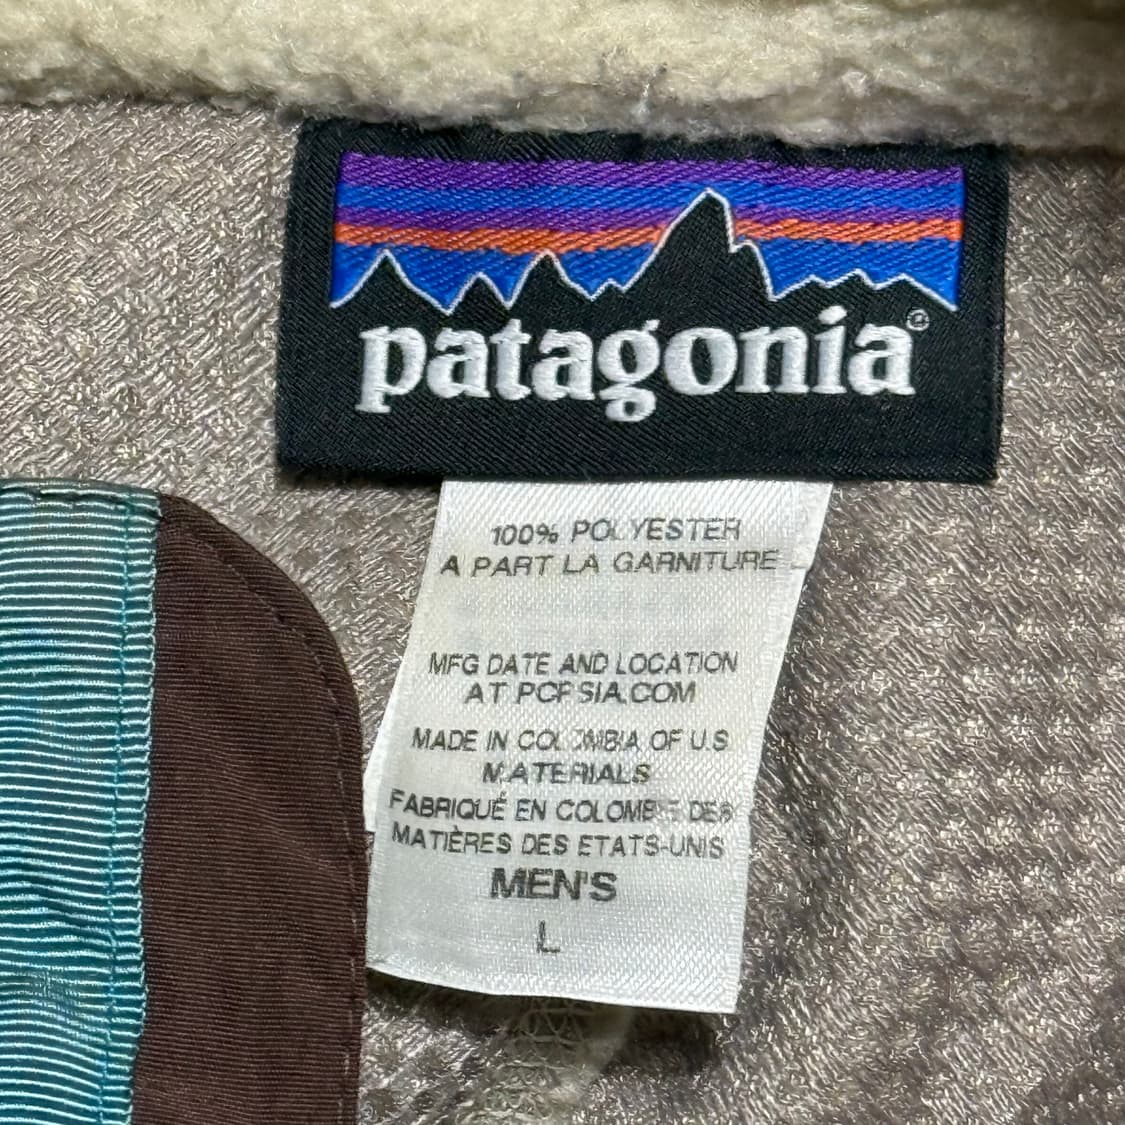 patagonia®
100% POLYESTER
A PART LA GARNITURE
MFG DATE AND LOCATION
AT PCFSIA.COM
MADE IN COLOMBIA OF U.S
MATERIALS
FABRIQUÉ EN COLOMBIE DES
MATIÈRES DES ETATS-UNIS
MEN'S
L